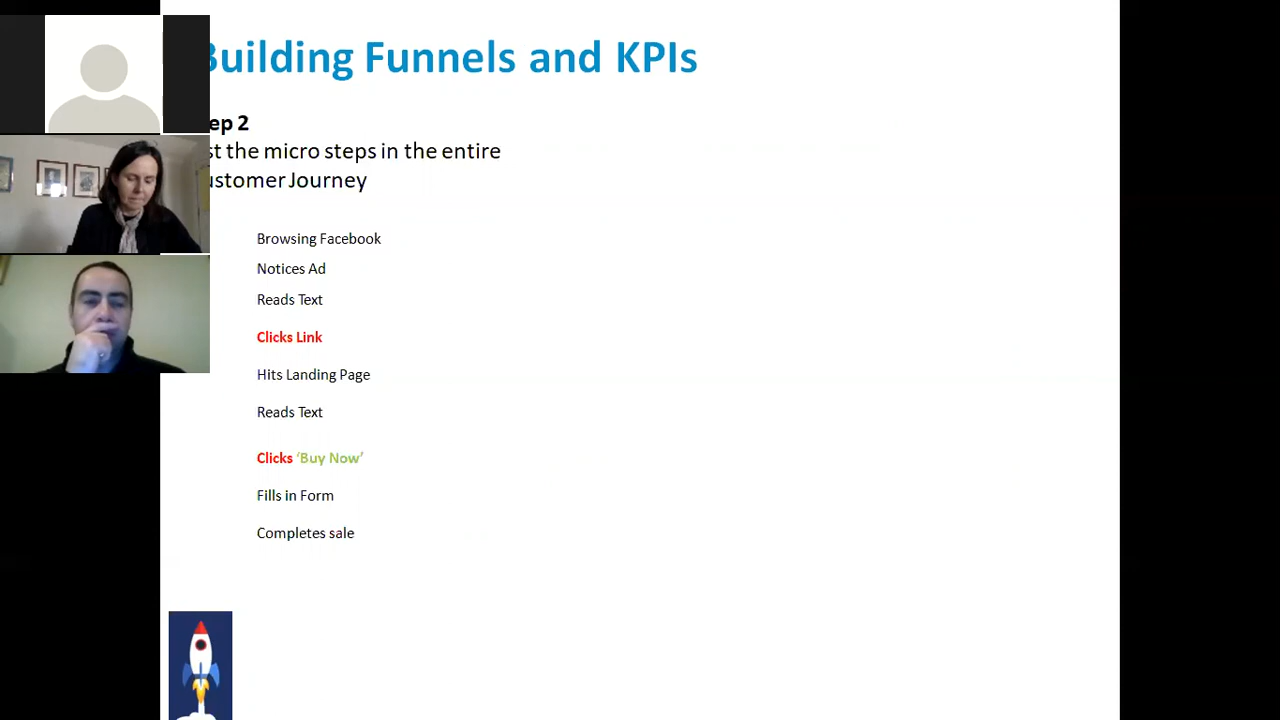 Building Funnels and KPIs
ep 2
st the micro steps in the entire
ustomer Journey
Browsing Facebook
Notices Ad
Reads Text
Clicks Link
Hits Landing Page
Reads Text
Clicks ‘Buy Now’
Fills in Form
Completes sale